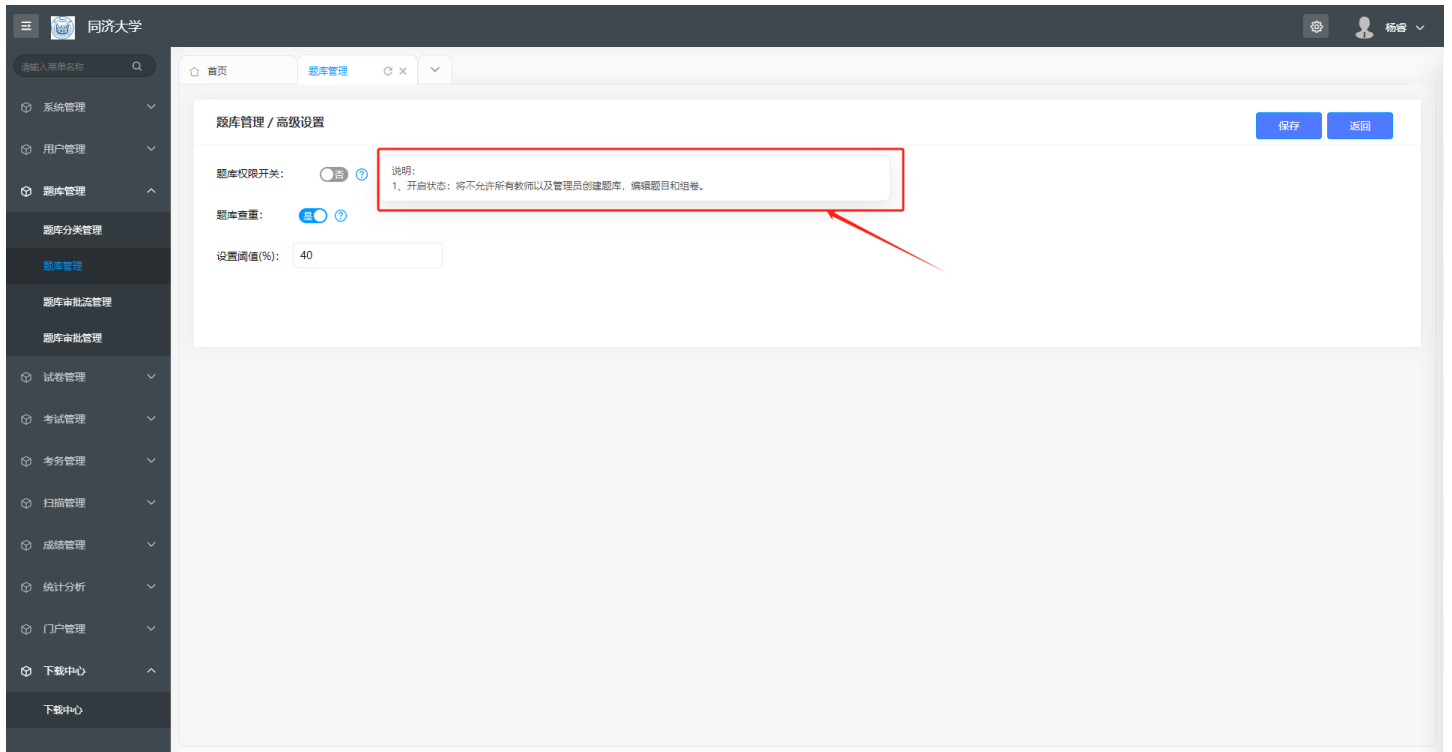 同济大学
杨睿
请输入菜单名称
首页
题库管理
系统管理
用户管理
题库管理
题库分类管理
题库管理
题库审批流管理
题库审批管理
试卷管理
考试管理
考务管理
扫描管理
成绩管理
统计分析
门户管理
下载中心
下载中心
题库管理 / 高级设置
保存
返回
题库权限开关：
否
说明：
1、开启状态：将不允许所有教师以及管理员创建题库，编辑题目和组卷。
题库查重：
是
设置阈值(%)：
40